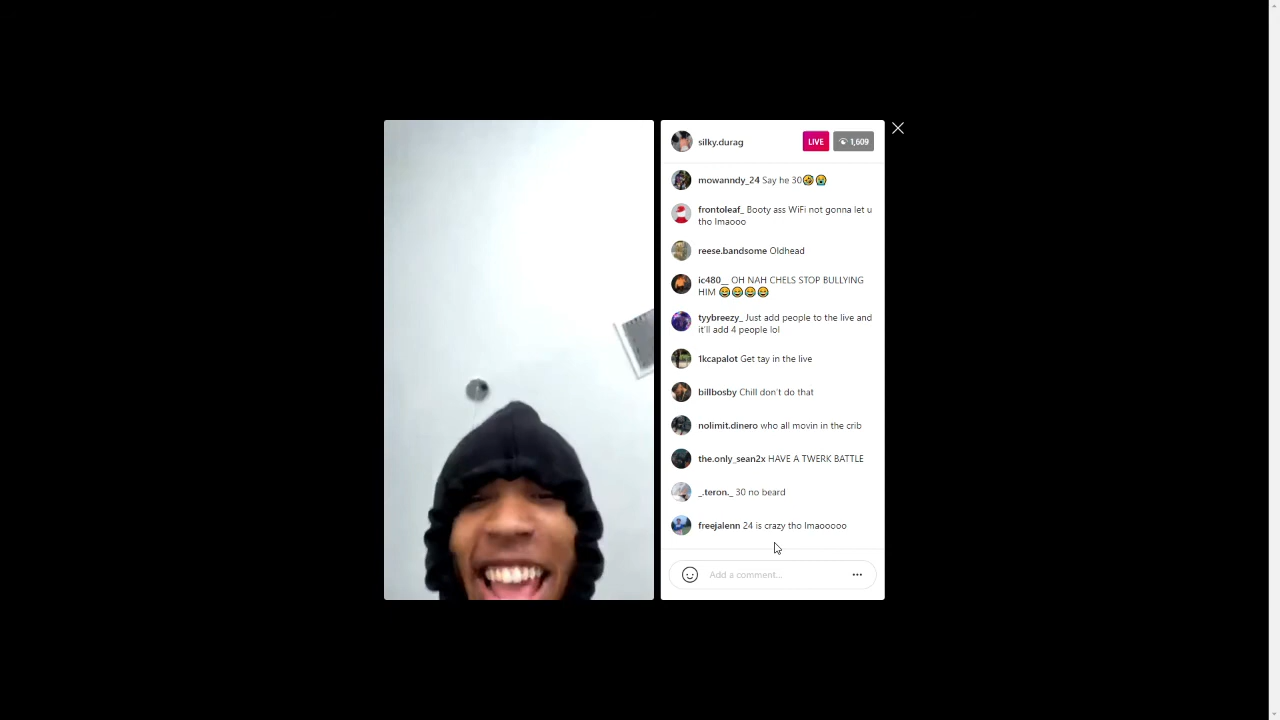 silky.durag LIVE 1,609
mowanndy_24 Say he 30🤣😭
frontoleaf_ Booty ass WiFi not gonna let u
tho lmaooo
reese.bandsome Oldhead
ic480__ OH NAH CHELS STOP BULLYING
HIM 😂😂😂😂
tyybreezy_ Just add people to the live and
it'll add 4 people lol
1kcapalot Get tay in the live
billbosby Chill don't do that
nolimit.dinero who all movin in the crib
the.only_sean2x HAVE A TWERK BATTLE
_.teron._ 30 no beard
freejalenn 24 is crazy tho lmaooooo
Add a comment...